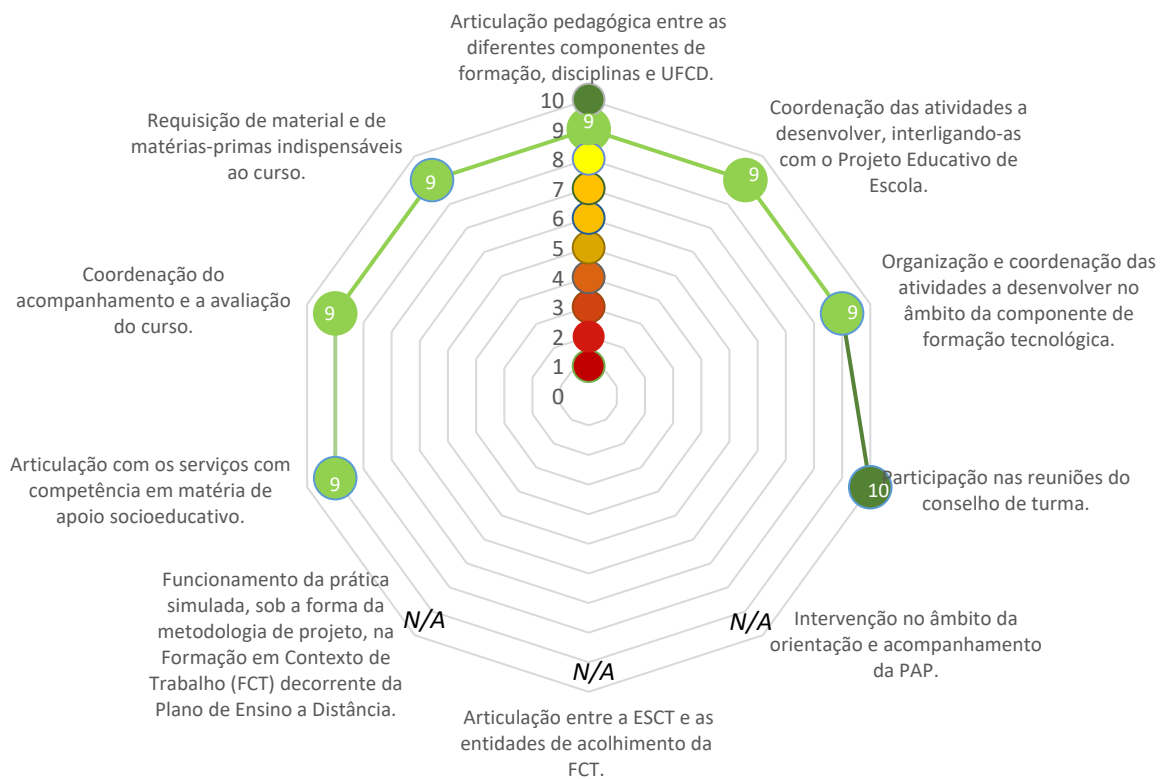 Articulação pedagógica entre as
diferentes componentes de
formação, disciplinas e UFCD.
Coordenação das atividades a
desenvolver, interligando-as
com o Projeto Educativo de
Escola.
Organização e coordenação das
atividades a desenvolver no
âmbito da componente de
formação tecnológica.
Participação nas reuniões do
conselho de turma.
Intervenção no âmbito da
orientação e acompanhamento
da PAP.
Articulação entre a ESCT e as
entidades de acolhimento da
FCT.
Funcionamento da prática
simulada, sob a forma da
metodologia de projeto, na
Formação em Contexto de
Trabalho (FCT) decorrente da
Plano de Ensino a Distância.
Articulação com os serviços com
competência em matéria de
apoio socioeducativo.
Coordenação do
acompanhamento e a avaliação
do curso.
Requisição de material e de
matérias-primas indispensáveis
ao curso.
10
9
8
7
6
5
4
3
2
1
0
9
9
9
10
N/A
N/A
N/A
9
9
9